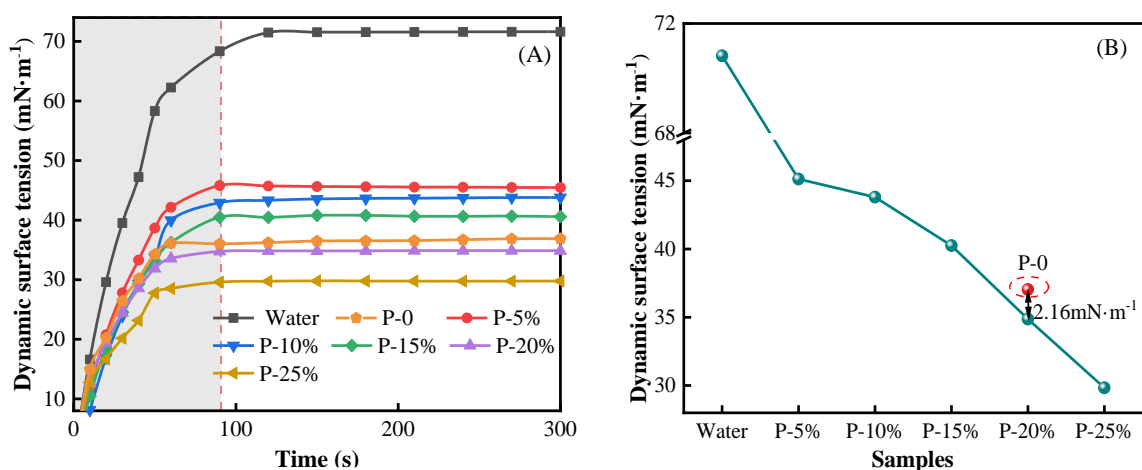 (A)
Dynamic surface tension (mN·m⁻¹)
70
60
50
40
30
20
10
Water P-0 P-5%
P-10% P-15% P-20%
P-25%
0 100 200 300
Time (s)
(B)
Dynamic surface tension (mN·m⁻¹)
72
68
45
40
35
30
P-0
2.16mN·m⁻¹
Water P-5% P-10% P-15% P-20% P-25%
Samples